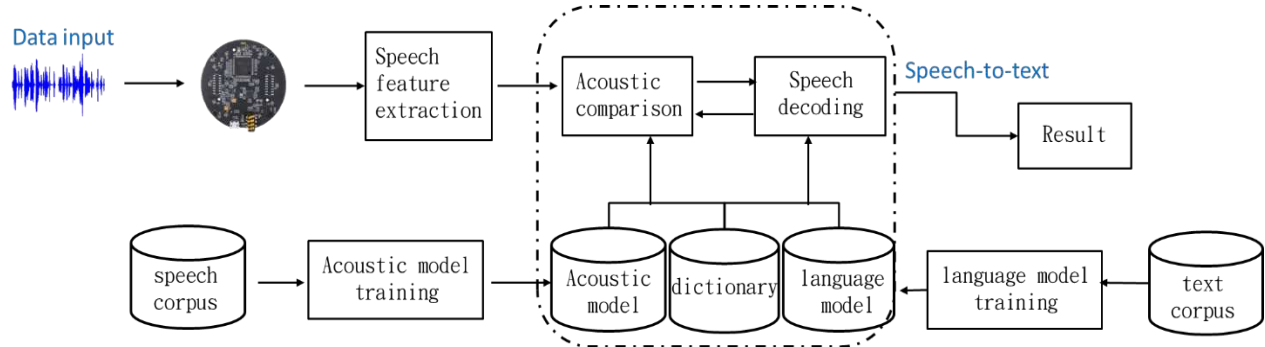 Data input
Speech
feature
extraction
Acoustic
comparison
Speech
decoding
Speech-to-text
Result
speech
corpus
Acoustic model
training
Acoustic
model
dictionary
language
model
language model
training
text
corpus